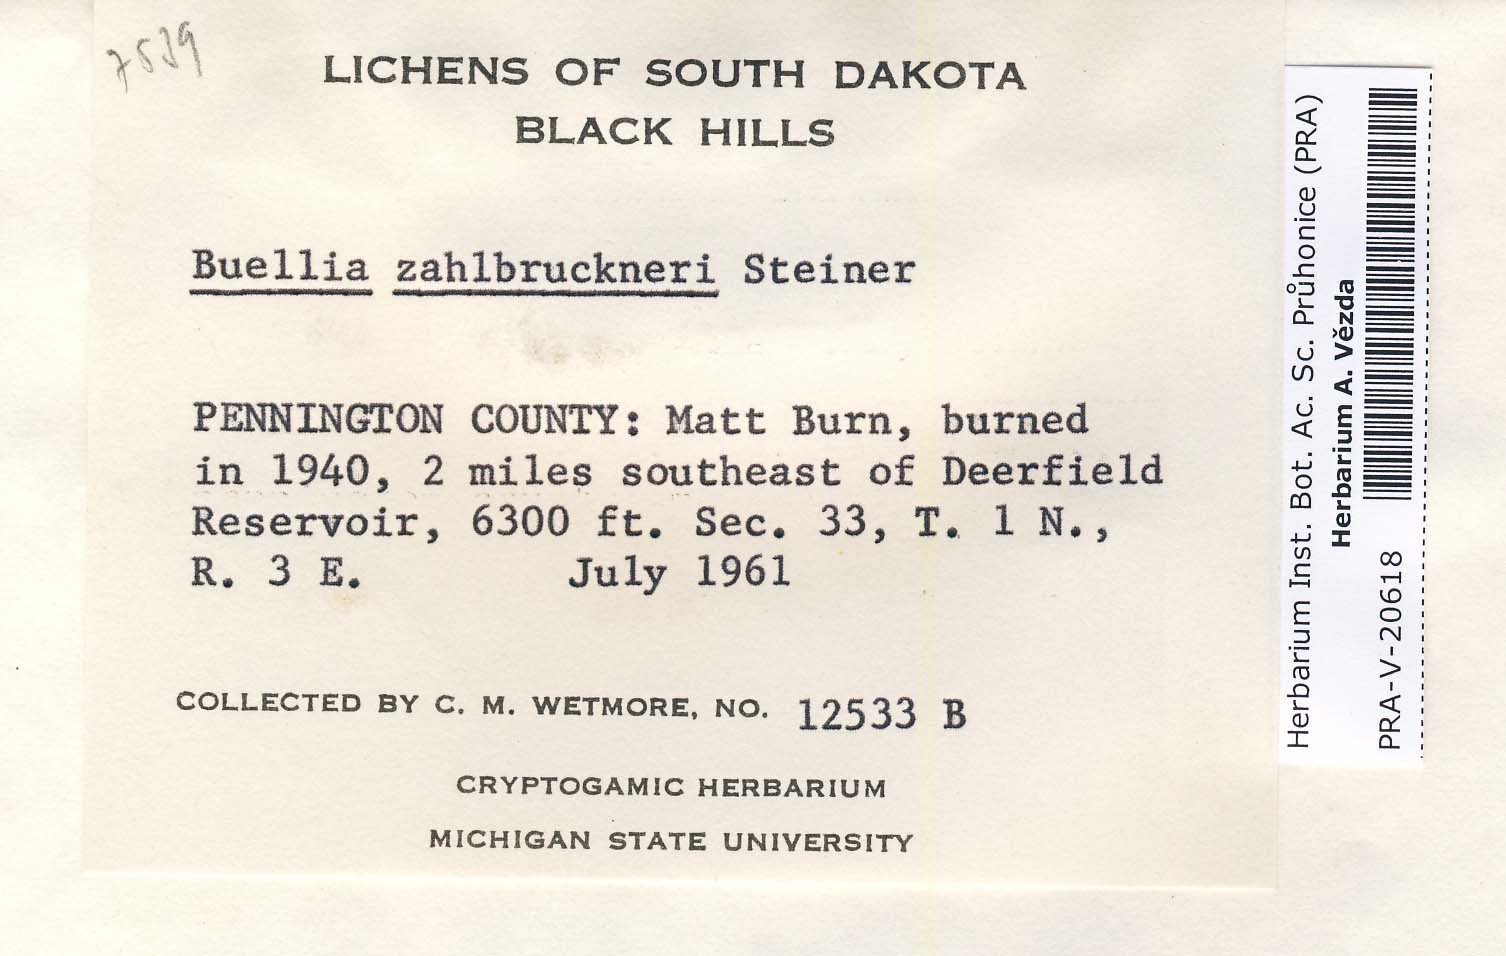 7539
LICHENS OF SOUTH DAKOTA
BLACK HILLS
Buellia zahlbruckneri Steiner
PENNINGTON COUNTY: Matt Burn, burned
in 1940, 2 miles southeast of Deerfield
Reservoir, 6300 ft. Sec. 33, T. 1 N.,
R. 3 E. July 1961
COLLECTED BY C. M. WETMORE, NO. 12533 B
CRYPTOGAMIC HERBARIUM
MICHIGAN STATE UNIVERSITY
Herbarium Inst. Bot. Ac. Sc. Průhonice (PRA)
Herbarium A. Vězda
PRA-V-20618